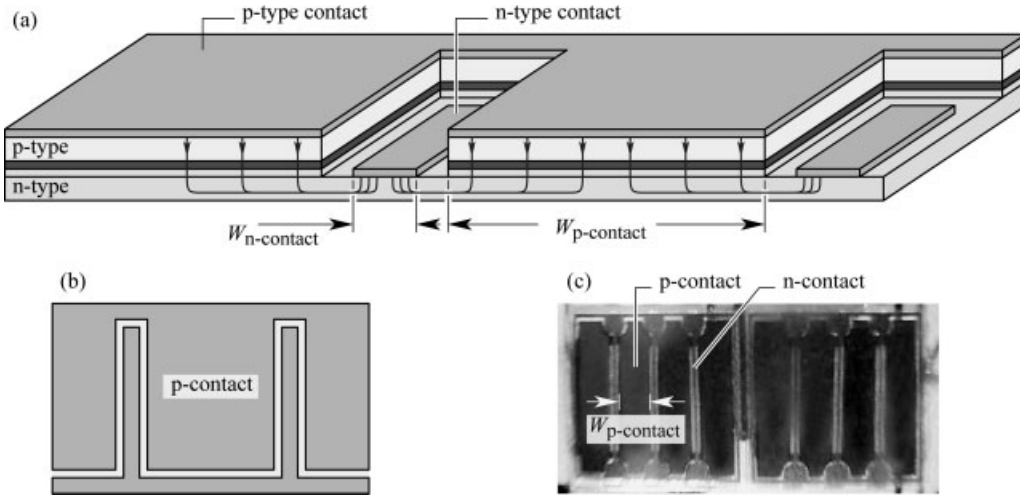 (a)
p-type contact
n-type contact
p-type
n-type
Wn-contact
Wp-contact
(b)
p-contact
(c)
p-contact
n-contact
Wp-contact